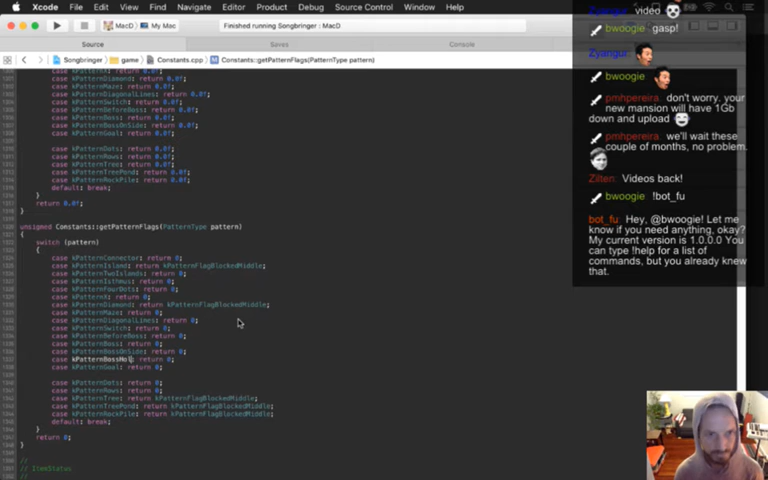 Xcode File Edit View Find Navigate Editor Product Debug Source Control Window
MacD My Mac Finished running Songbringer : MacD
Source Saves Console
Songbringer game Constants.cpp Constants::getPatternFlags(PatternType pattern)
case kPatternDiamond: return 0.0f;
case kPatternMaze: return 0.0f;
case kPatternDiagonalLines: return 0.0f;
case kPatternSwitch: return 0.0f;
case kPatternBeforeBoss: return 0.0f;
case kPatternBoss: return 0.0f;
case kPatternBossOnSide: return 0.0f;
case kPatternGoal: return 0.0f;
case kPatternDots: return 0.0f;
case kPatternRows: return 0.0f;
case kPatternTree: return 0.0f;
case kPatternTreePond: return 0.0f;
case kPatternRockPile: return 0.0f;
default: break;
}
return 0.0f;
}
unsigned Constants::getPatternFlags(PatternType pattern)
{
switch (pattern)
{
case kPatternConnector: return 0;
case kPatternIsland: return kPatternFlagBlockedMiddle;
case kPatternTwoIslands: return 0;
case kPatternIsthmus: return 0;
case kPatternFourDots: return 0;
case kPatternX: return 0;
case kPatternDiamond: return kPatternFlagBlockedMiddle;
case kPatternMaze: return 0;
case kPatternDiagonalLines: return 0;
case kPatternSwitch: return 0;
case kPatternBeforeBoss: return 0;
case kPatternBoss: return 0;
case kPatternBossOnSide: return 0;
case kPatternBossHol: return 0;
case kPatternGoal: return 0;
case kPatternDots: return 0;
case kPatternRows: return 0;
case kPatternTree: return kPatternFlagBlockedMiddle;
case kPatternTreePond: return kPatternFlagBlockedMiddle;
case kPatternRockPile: return kPatternFlagBlockedMiddle;
default: break;
}
return 0;
}
//
// ItemStatus
//
Zyangur: video
bwoogie: gasp!
Zyangur:
bwoogie:
pmhpereira: don't worry. your
new mansion will have 1Gb
down and upload
pmhpereira: we'll wait these
couple of months, no problem.
Zilten: Videos back!
bwoogie: !bot_fu
bot_fu: Hey, @bwoogie! Let me
know if you need anything, okay?
My current version is 1.0.0.0 You
can type !help for a list of
commands, but you already knew
that.